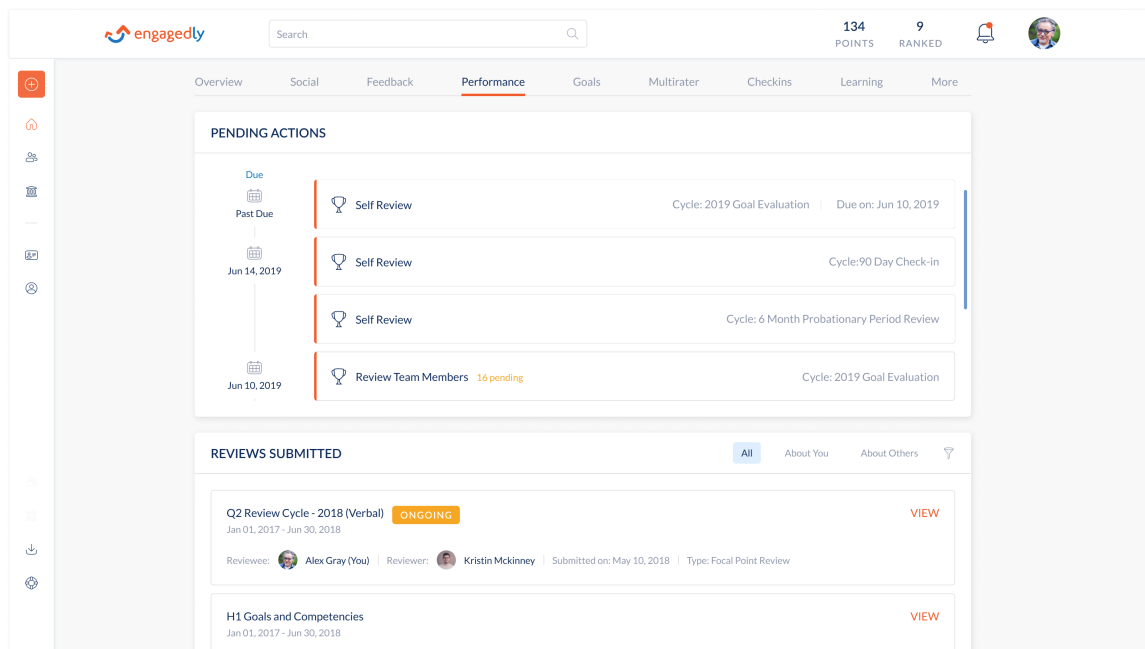 engagedly
Search
134
POINTS
9
RANKED
Overview
Social
Feedback
Performance
Goals
Multirater
Checkins
Learning
More
PENDING ACTIONS
Due
Past Due
Self Review
Cycle: 2019 Goal Evaluation
Due on: Jun 10, 2019
Jun 14, 2019
Self Review
Cycle:90 Day Check-in
Self Review
Cycle: 6 Month Probationary Period Review
Jun 10, 2019
Review Team Members
16 pending
Cycle: 2019 Goal Evaluation
REVIEWS SUBMITTED
All
About You
About Others
Q2 Review Cycle - 2018 (Verbal)
ONGOING
VIEW
Jan 01, 2017 - Jun 30, 2018
Reviewee:
Alex Gray (You)
Reviewer:
Kristin Mckinney
Submitted on: May 10, 2018
Type: Focal Point Review
H1 Goals and Competencies
VIEW
Jan 01, 2017 - Jun 30, 2018